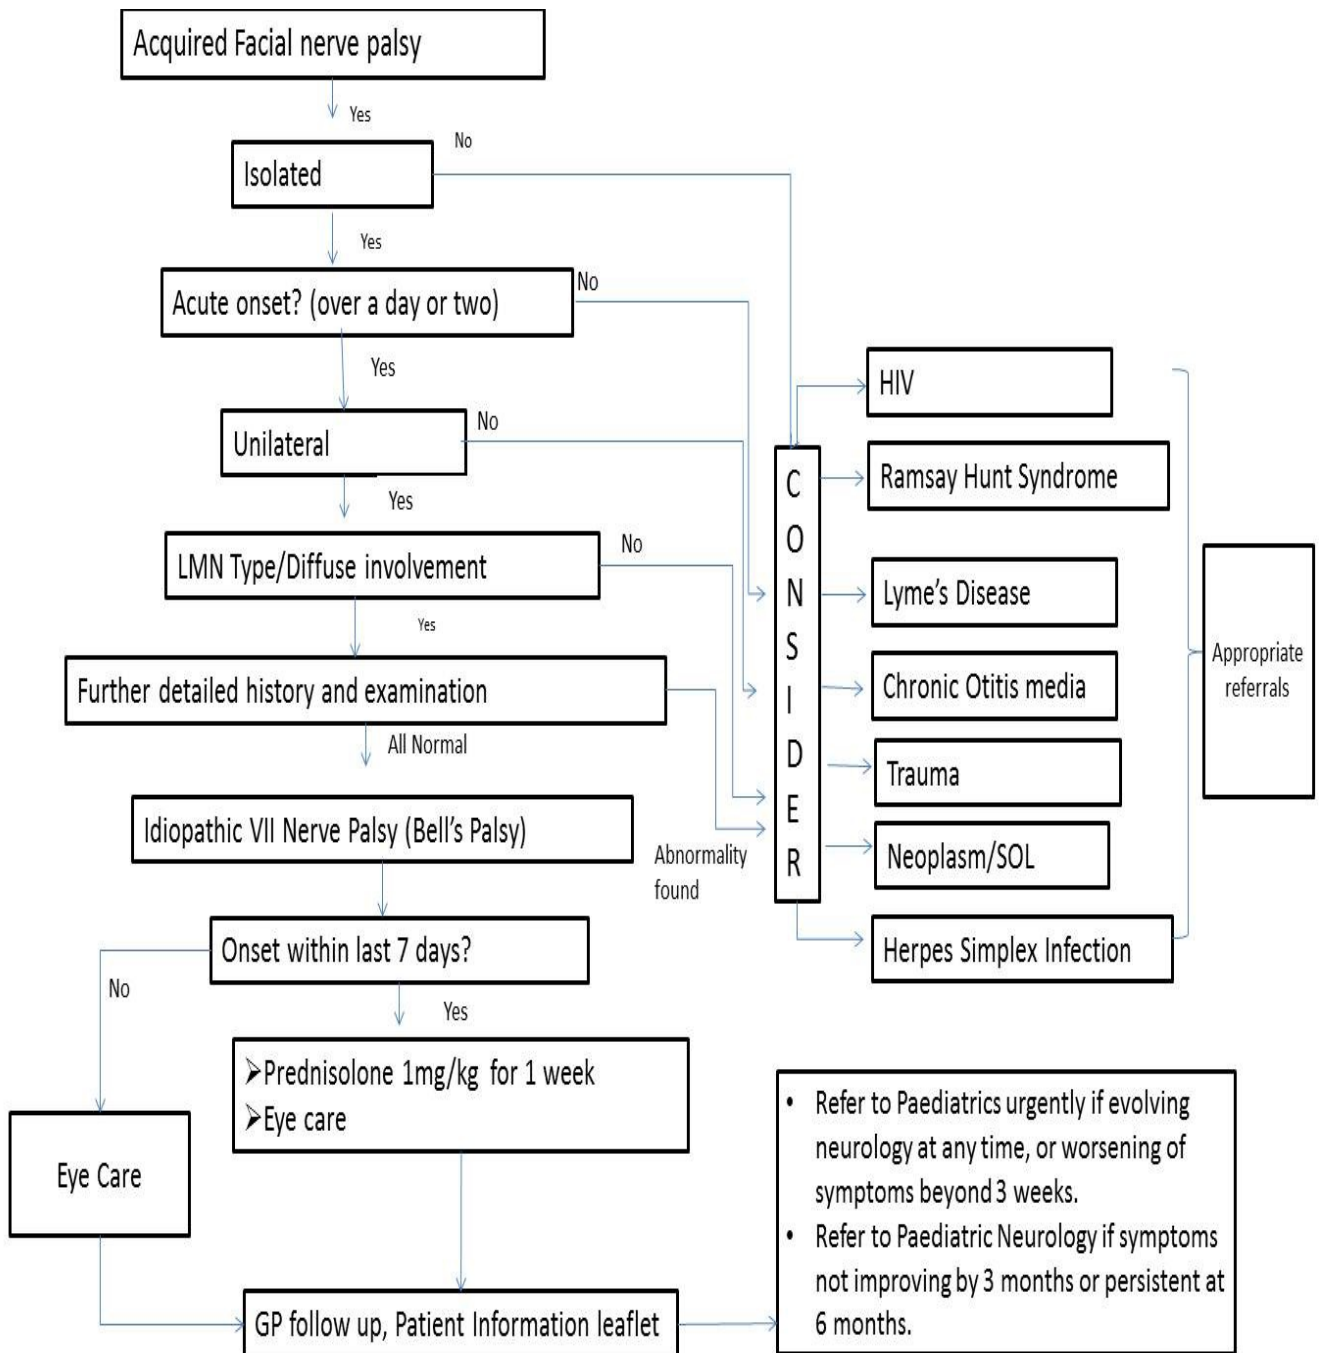 Acquired Facial nerve palsy
Yes
No
Isolated
Yes
Acute onset? (over a day or two)
No
Yes
Unilateral
No
Yes
LMN Type/Diffuse involvement
No
Yes
Further detailed history and examination
All Normal
Abnormality
found
Idiopathic VII Nerve Palsy (Bell's Palsy)
Onset within last 7 days?
No
Yes
➢Prednisolone 1mg/kg for 1 week
➢Eye care
Eye Care
GP follow up, Patient Information leaflet
C
O
N
S
I
D
E
R
HIV
Ramsay Hunt Syndrome
Lyme's Disease
Chronic Otitis media
Trauma
Neoplasm/SOL
Herpes Simplex Infection
Appropriate
referrals
• Refer to Paediatrics urgently if evolving
neurology at any time, or worsening of
symptoms beyond 3 weeks.
• Refer to Paediatric Neurology if symptoms
not improving by 3 months or persistent at
6 months.